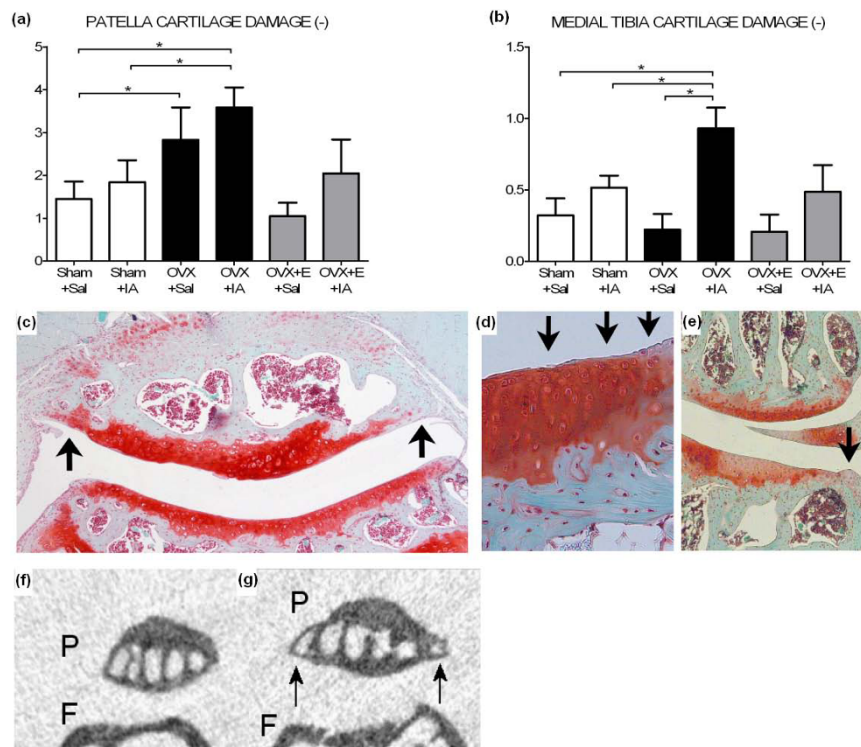 (a)
PATELLA CARTILAGE DAMAGE (-)
5
4
3
2
1
0
*
*
*
Sham Sham OVX OVX OVX+E OVX+E
+Sal +IA +Sal +IA +Sal +IA
(b)
MEDIAL TIBIA CARTILAGE DAMAGE (-)
1.5
1.0
0.5
0.0
*
*
*
Sham Sham OVX OVX OVX+E OVX+E
+Sal +IA +Sal +IA +Sal +IA
(c)
(d)
(e)
(f)
P
F
(g)
P
F